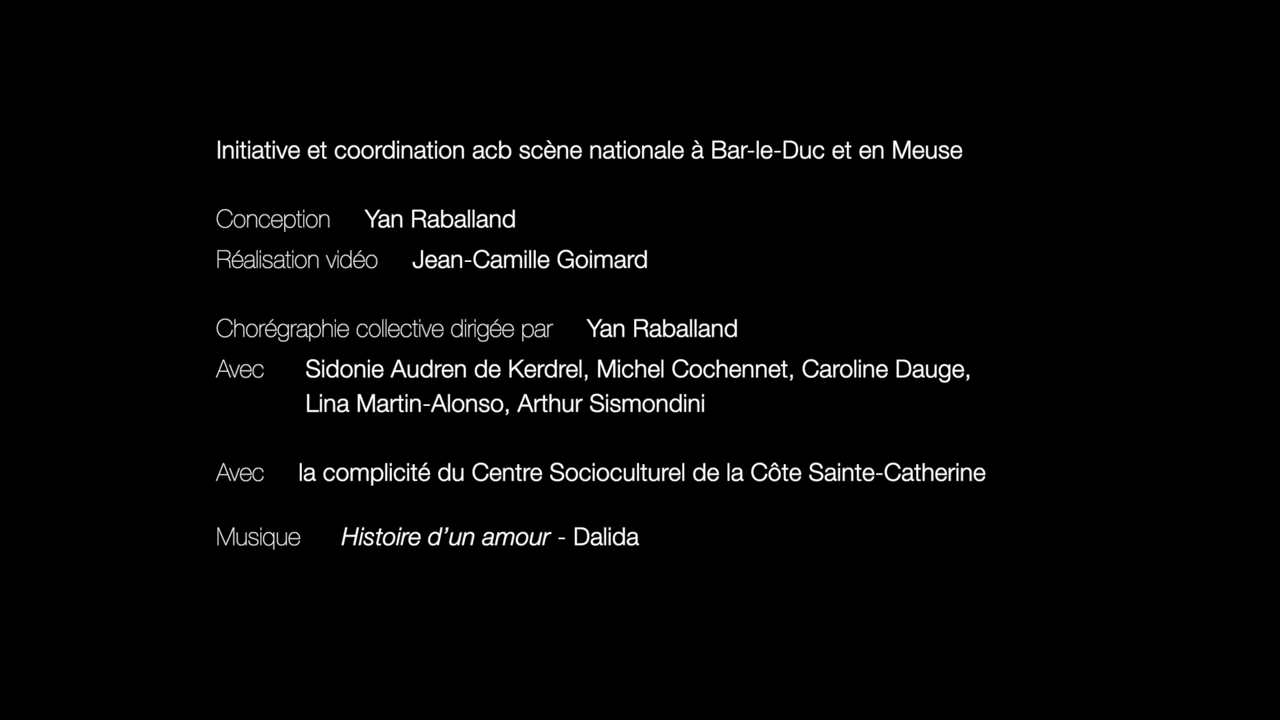 Initiative et coordination acb scène nationale à Bar-le-Duc et en Meuse
Conception Yan Raballand
Réalisation vidéo Jean-Camille Goimard
Chorégraphie collective dirigée par Yan Raballand
Avec Sidonie Audren de Kerdrel, Michel Cochennet, Caroline Dauge,
Lina Martin-Alonso, Arthur Sismondini
Avec la complicité du Centre Socioculturel de la Côte Sainte-Catherine
Musique Histoire d’un amour - Dalida